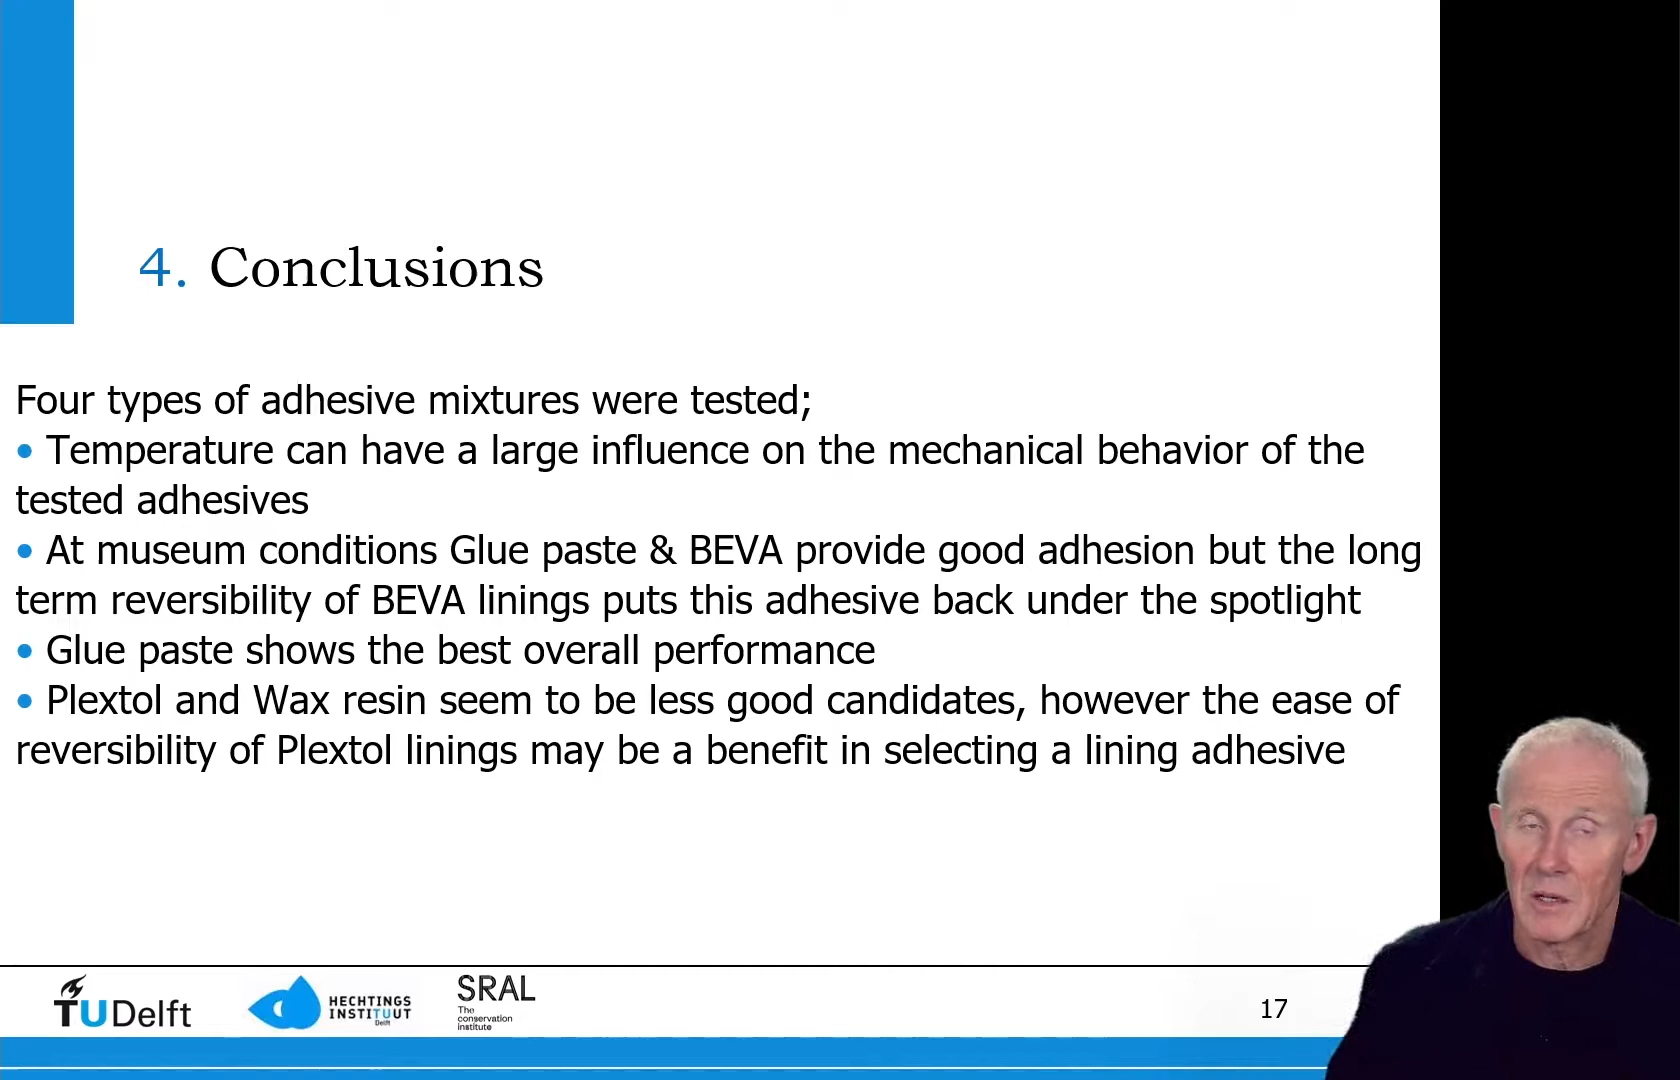 4. Conclusions
Four types of adhesive mixtures were tested;
• Temperature can have a large influence on the mechanical behavior of the
tested adhesives
• At museum conditions Glue paste & BEVA provide good adhesion but the long
term reversibility of BEVA linings puts this adhesive back under the spotlight
• Glue paste shows the best overall performance
• Plextol and Wax resin seem to be less good candidates, however the ease of
reversibility of Plextol linings may be a benefit in selecting a lining adhesive
TU Delft
HECHTINGS
INSTITUUT
Delft
SRAL
The
conservation
institute
17